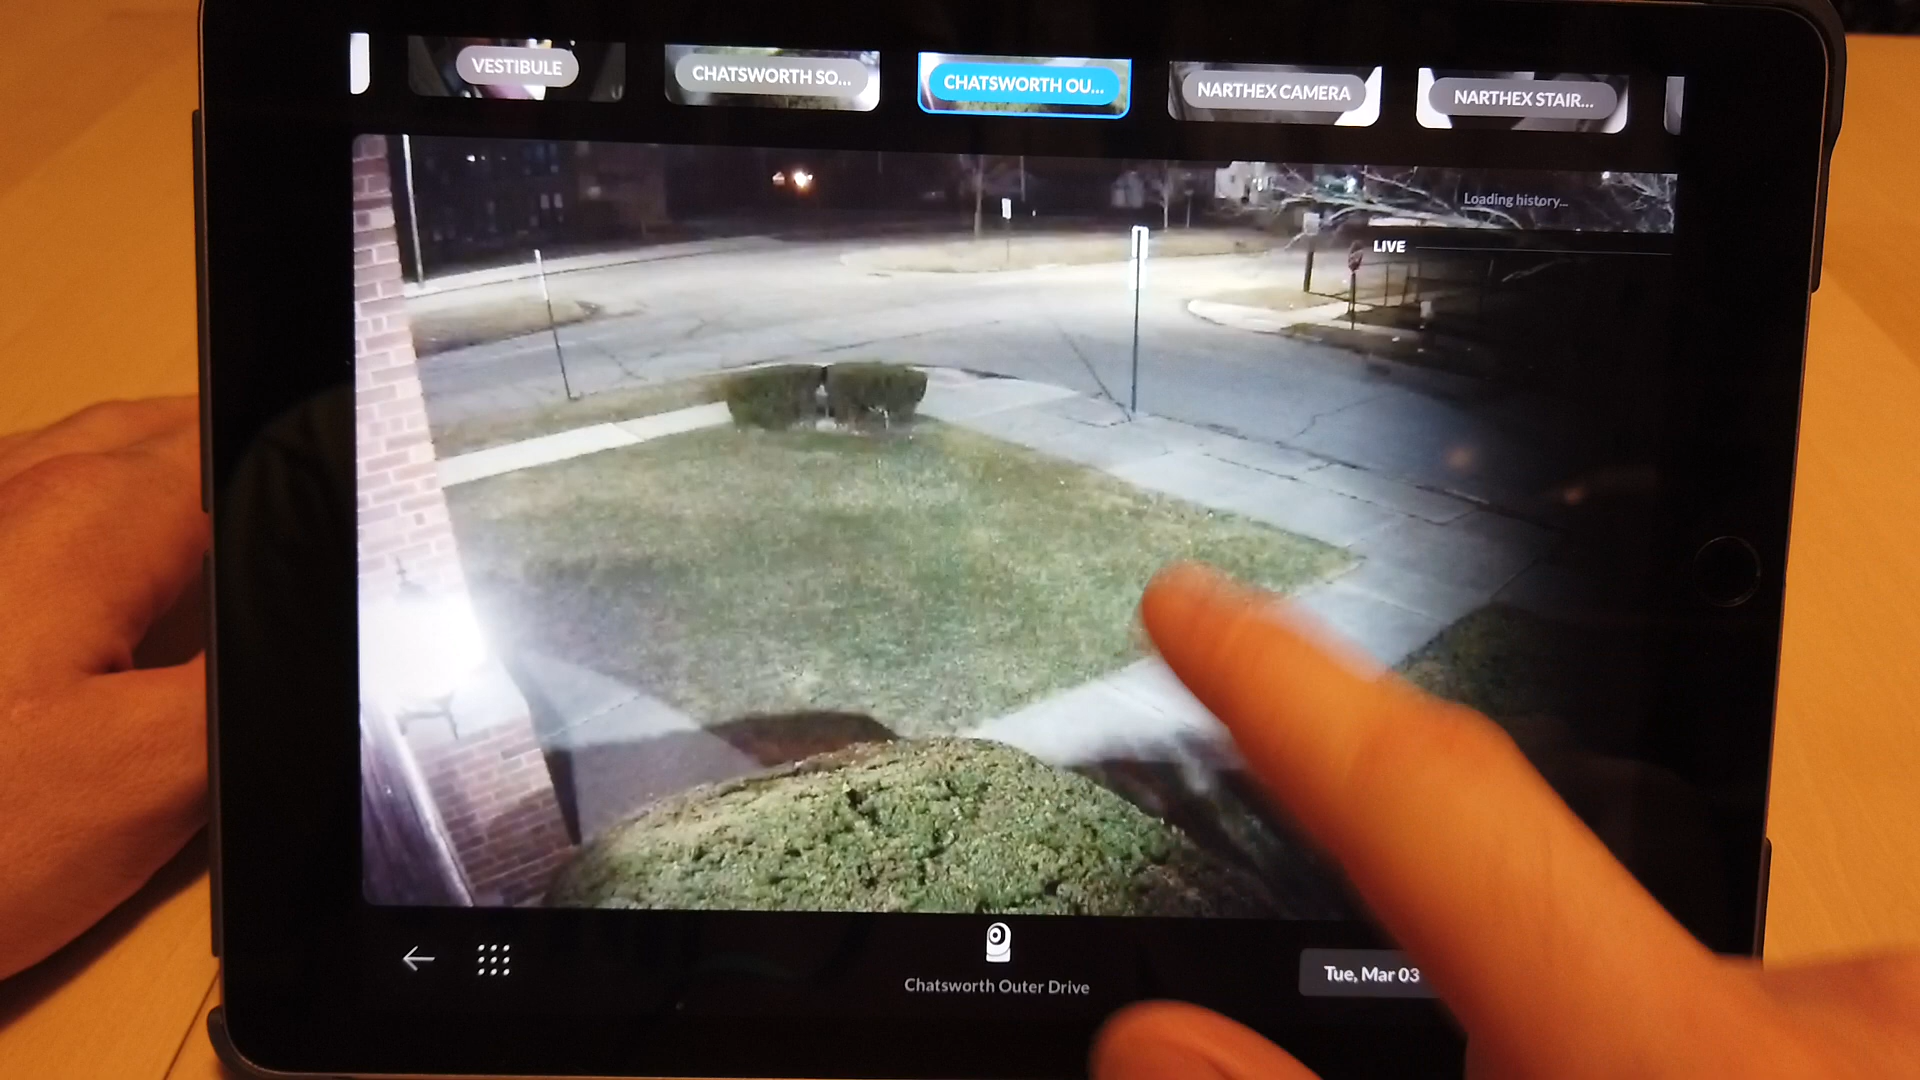 VESTIBULE
CHATSWORTH SO...
CHATSWORTH OU...
NARTHEX CAMERA
NARTHEX STAIR...
Loading history...
LIVE
Chatsworth Outer Drive
Tue, Mar 03